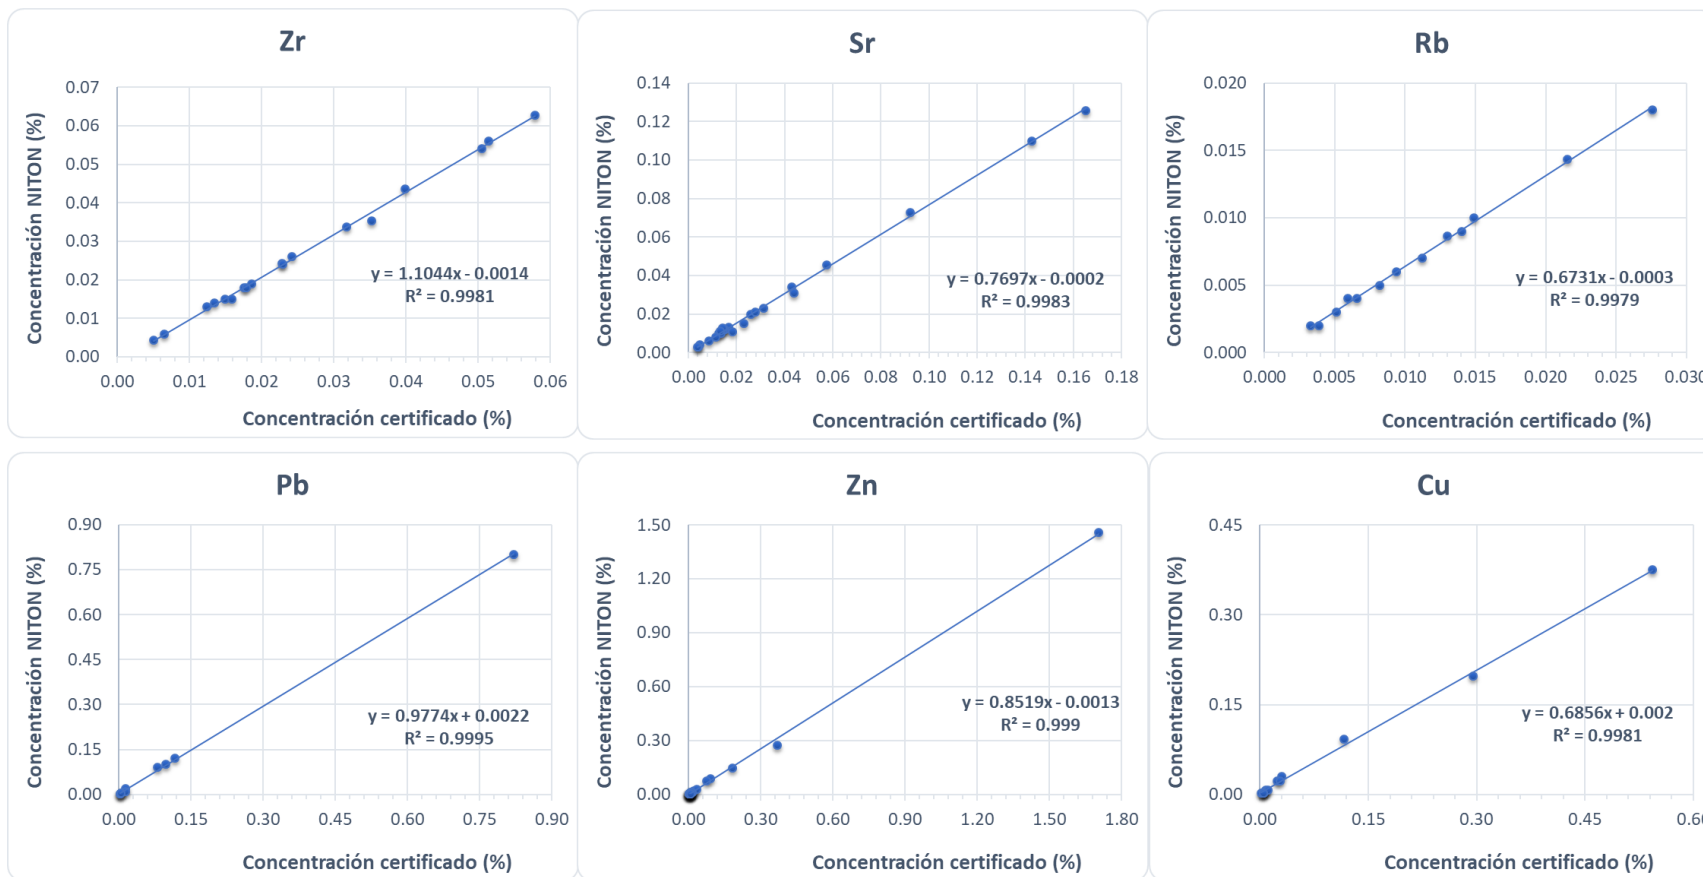 Zr
Concentración NITON (%)
0.07
0.06
0.05
0.04
0.03
0.02
0.01
0.00
y = 1.1044x - 0.0014
R² = 0.9981
0.00 0.01 0.02 0.03 0.04 0.05 0.06
Concentración certificado (%)
Sr
Concentración NITON (%)
0.14
0.12
0.10
0.08
0.06
0.04
0.02
0.00
y = 0.7697x - 0.0002
R² = 0.9983
0.00 0.02 0.04 0.06 0.08 0.10 0.12 0.14 0.16 0.18
Concentración certificado (%)
Rb
Concentración NITON (%)
0.020
0.015
0.010
0.005
0.000
y = 0.6731x - 0.0003
R² = 0.9979
0.000 0.005 0.010 0.015 0.020 0.025 0.030
Concentración certificado (%)
Pb
Concentración NITON (%)
0.90
0.75
0.60
0.45
0.30
0.15
0.00
y = 0.9774x + 0.0022
R² = 0.9995
0.00 0.15 0.30 0.45 0.60 0.75 0.90
Concentración certificado (%)
Zn
Concentración NITON (%)
1.50
1.20
0.90
0.60
0.30
0.00
y = 0.8519x - 0.0013
R² = 0.999
0.00 0.30 0.60 0.90 1.20 1.50 1.80
Concentración certificado (%)
Cu
Concentración NITON (%)
0.45
0.30
0.15
0.00
y = 0.6856x + 0.002
R² = 0.9981
0.00 0.15 0.30 0.45 0.60
Concentración certificado (%)